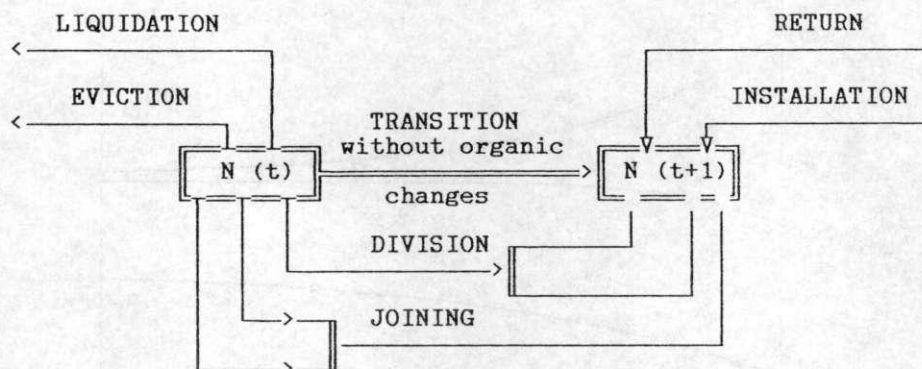 LIQUIDATION RETURN
EVICTION INSTALLATION
TRANSITION
without organic
N (t) N (t+1)
changes
DIVISION
JOINING